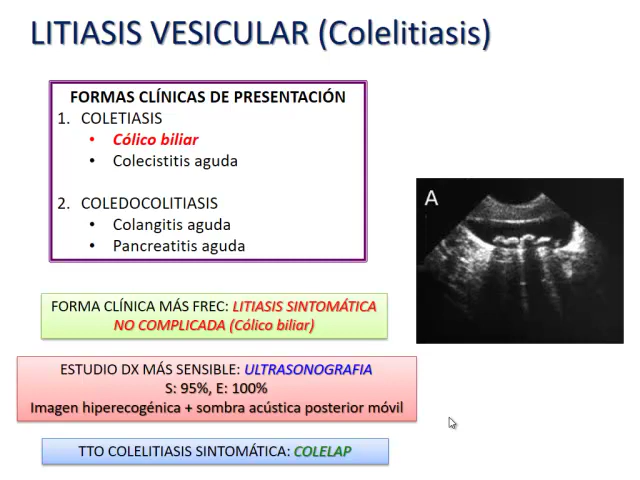 LITIASIS VESICULAR (Colelitiasis)
FORMAS CLÍNICAS DE PRESENTACIÓN
1. COLETIASIS
• Cólico biliar
• Colecistitis aguda
2. COLEDOCOLITIASIS
• Colangitis aguda
• Pancreatitis aguda
A
FORMA CLÍNICA MÁS FREC: LITIASIS SINTOMÁTICA
NO COMPLICADA (Cólico biliar)
ESTUDIO DX MÁS SENSIBLE: ULTRASONOGRAFIA
S: 95%, E: 100%
Imagen hiperecogénica + sombra acústica posterior móvil
TTO COLELITIASIS SINTOMÁTICA: COLELAP